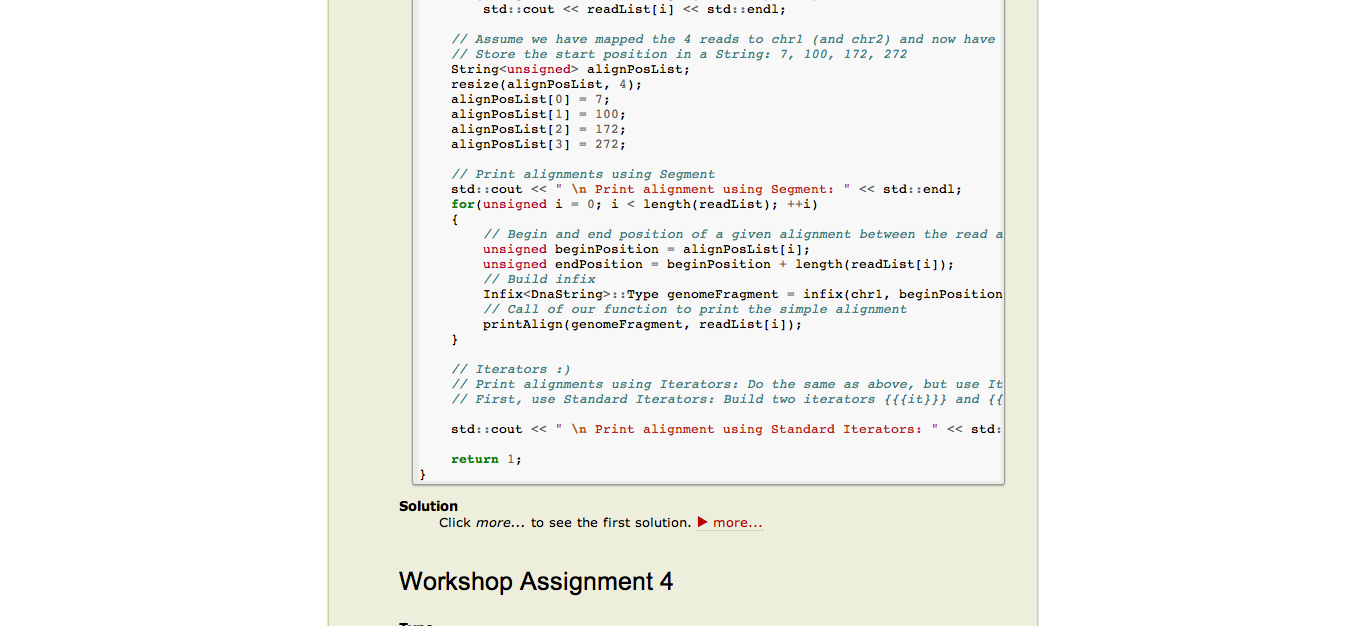 std::cout << readList[i] << std::endl;

    // Assume we have mapped the 4 reads to chr1 (and chr2) and now have
    // Store the start position in a String: 7, 100, 172, 272
    String<unsigned> alignPosList;
    resize(alignPosList, 4);
    alignPosList[0] = 7;
    alignPosList[1] = 100;
    alignPosList[2] = 172;
    alignPosList[3] = 272;

    // Print alignments using Segment
    std::cout << " \n Print alignment using Segment: " << std::endl;
    for(unsigned i = 0; i < length(readList); ++i)
    {
        // Begin and end position of a given alignment between the read a
        unsigned beginPosition = alignPosList[i];
        unsigned endPosition = beginPosition + length(readList[i]);
        // Build infix
        Infix<DnaString>::Type genomeFragment = infix(chr1, beginPosition
        // Call of our function to print the simple alignment
        printAlign(genomeFragment, readList[i]);
    }

    // Iterators :)
    // Print alignments using Iterators: Do the same as above, but use It
    // First, use Standard Iterators: Build two iterators {{{it}}} and {{

    std::cout << " \n Print alignment using Standard Iterators: " << std:

    return 1;
}
Solution
Click more... to see the first solution. ▶ more...
Workshop Assignment 4